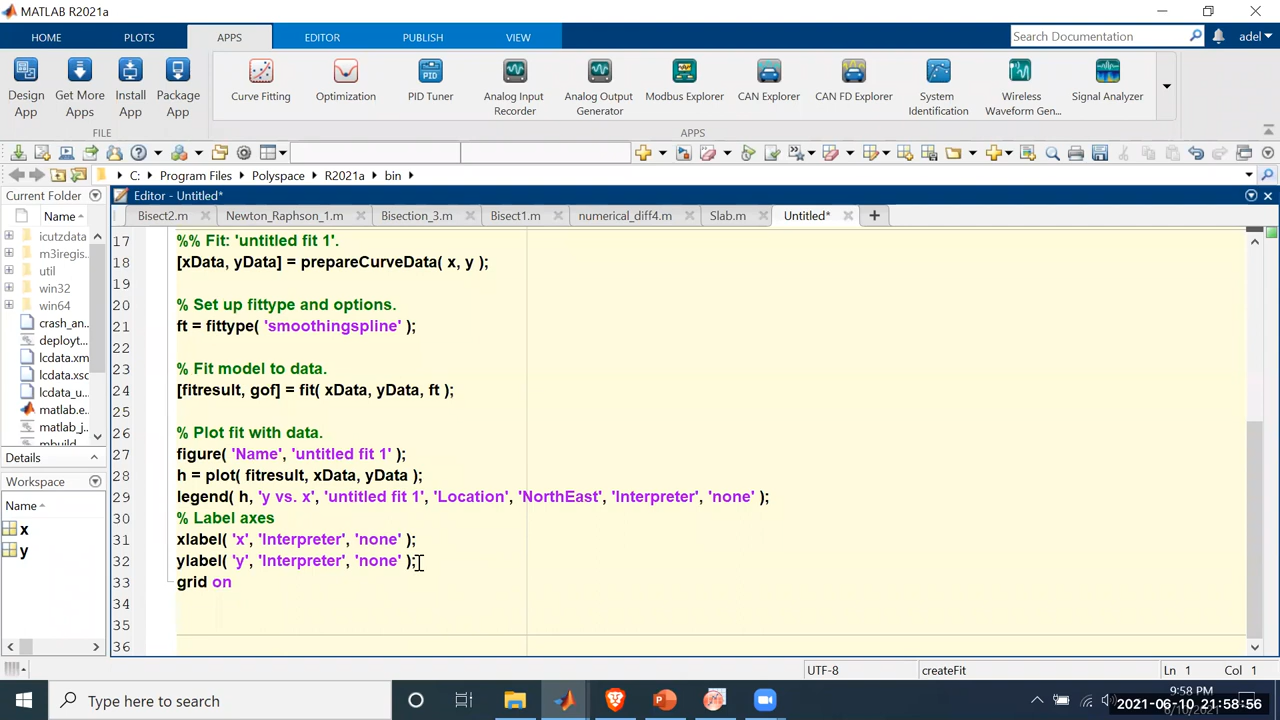 MATLAB R2021a
HOME PLOTS APPS EDITOR PUBLISH VIEW
Search Documentation adel
Design App
Get More Apps
Install App
Package App
Curve Fitting
Optimization
PID Tuner
Analog Input Recorder
Analog Output Generator
Modbus Explorer
CAN Explorer
CAN FD Explorer
System Identification
Wireless Waveform Gen...
Signal Analyzer
FILE APPS
C: Program Files Polyspace R2021a bin
Current Folder
Name
icutzdata
m3iregis..
util
win32
win64
crash_an..
deployt..
lcdata.xm
lcdata.xsc
lcdata_u..
matlab.e..
matlab_j..
mbuild
Details
Workspace
Name
x
y
Editor - Untitled*
Bisect2.m Newton_Raphson_1.m Bisection_3.m Bisect1.m numerical_diff4.m Slab.m Untitled*
17 %% Fit: 'untitled fit 1'.
18 [xData, yData] = prepareCurveData( x, y );
19
20 % Set up fittype and options.
21 ft = fittype( 'smoothingspline' );
22
23 % Fit model to data.
24 [fitresult, gof] = fit( xData, yData, ft );
25
26 % Plot fit with data.
27 figure( 'Name', 'untitled fit 1' );
28 h = plot( fitresult, xData, yData );
29 legend( h, 'y vs. x', 'untitled fit 1', 'Location', 'NorthEast', 'Interpreter', 'none' );
30 % Label axes
31 xlabel( 'x', 'Interpreter', 'none' );
32 ylabel( 'y', 'Interpreter', 'none' );
33 grid on
34
35
36
UTF-8 createFit Ln 1 Col 1
Type here to search
9:58 PM
2021-06-10 21:58:56